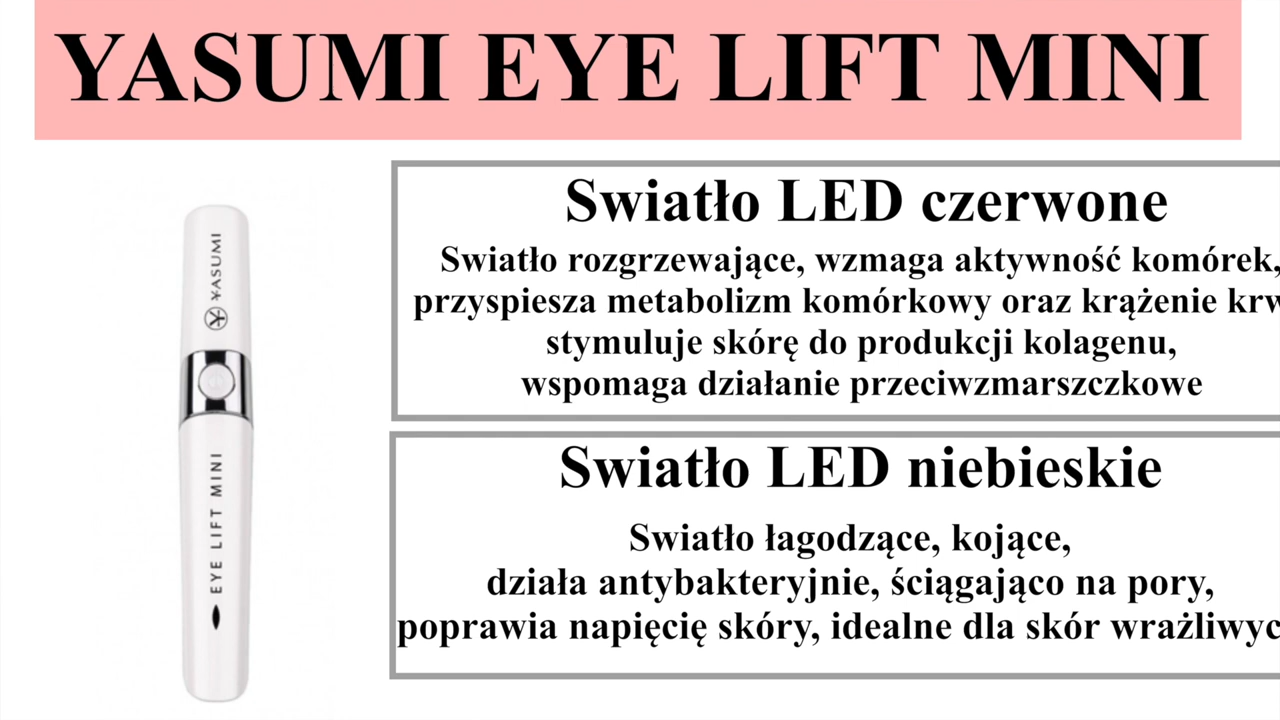 YASUMI EYE LIFT MINI
YASUMI
EYE LIFT MINI
Swiatło LED czerwone
Swiatło rozgrzewające, wzmaga aktywność komórek,
przyspiesza metabolizm komórkowy oraz krążenie krw
stymuluje skórę do produkcji kolagenu,
wspomaga działanie przeciwzmarszczkowe
Swiatło LED niebieskie
Swiatło łagodzące, kojące,
działa antybakteryjnie, ściągająco na pory,
poprawia napięcię skóry, idealne dla skór wrażliwyc